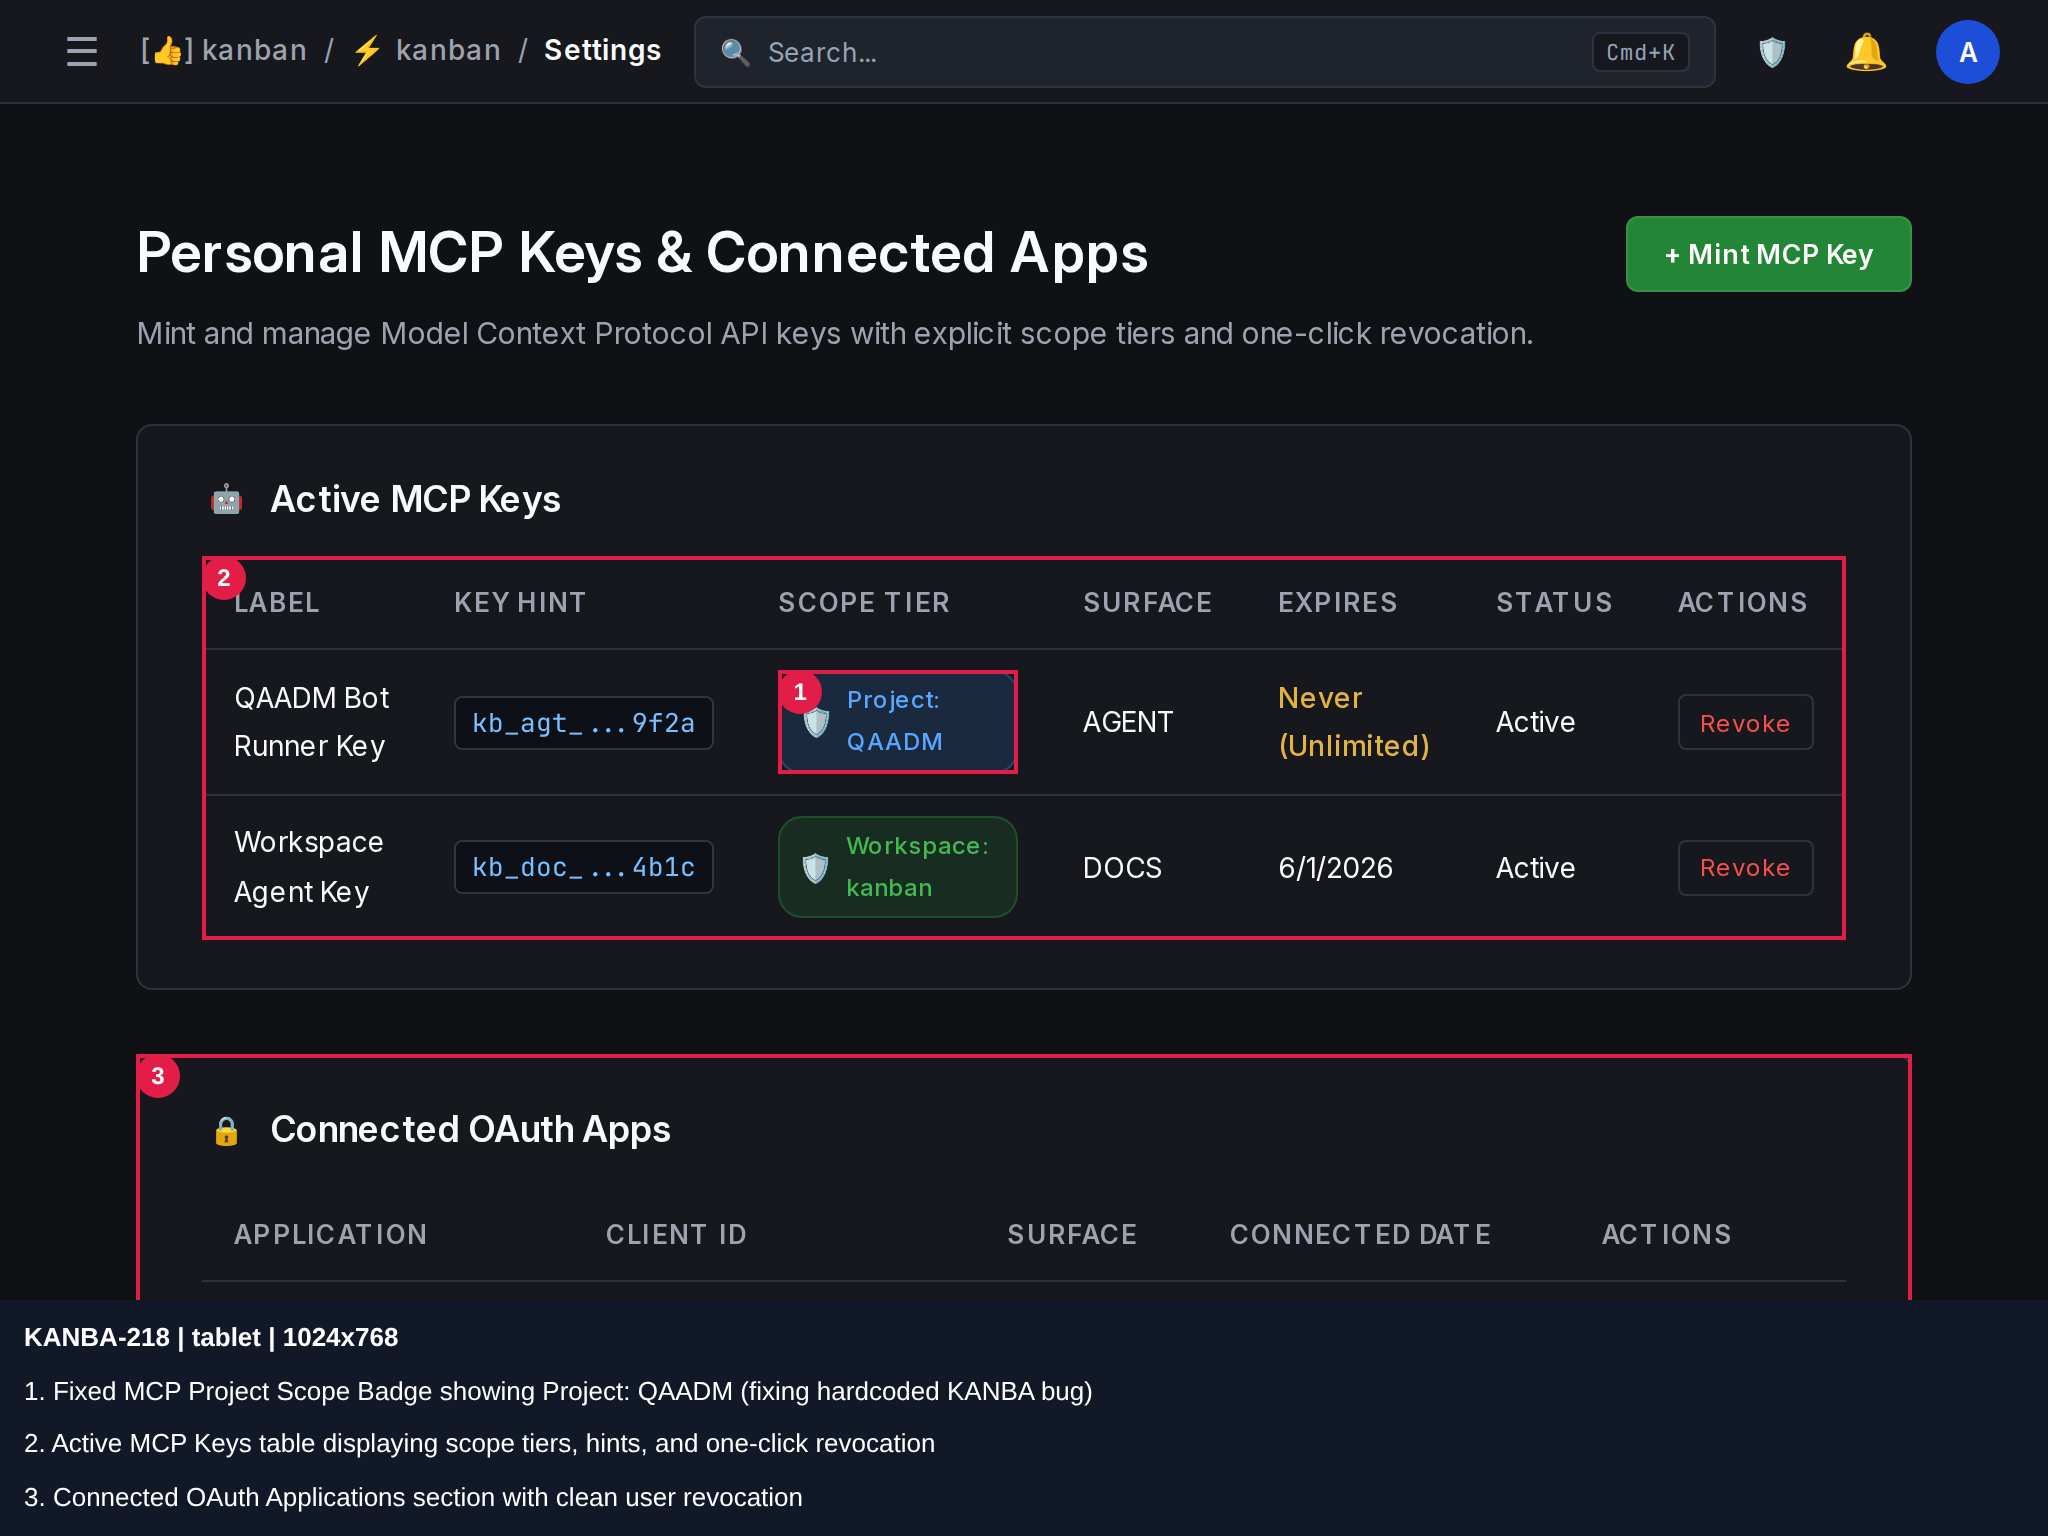 [👍] kanban / ⚡ kanban / Settings
Search... Cmd+K
A
Personal MCP Keys & Connected Apps
+ Mint MCP Key
Mint and manage Model Context Protocol API keys with explicit scope tiers and one-click revocation.
Active MCP Keys
2
LABEL KEY HINT SCOPE TIER SURFACE EXPIRES STATUS ACTIONS
QAADM Bot
Runner Key
kb_agt_...9f2a
1
Project:
QAADM
AGENT
Never
(Unlimited)
Active
Revoke
Workspace
Agent Key
kb_doc_...4b1c
Workspace:
kanban
DOCS
6/1/2026
Active
Revoke
3
Connected OAuth Apps
APPLICATION CLIENT ID SURFACE CONNECTED DATE ACTIONS
KANBA-218 | tablet | 1024x768
1. Fixed MCP Project Scope Badge showing Project: QAADM (fixing hardcoded KANBA bug)
2. Active MCP Keys table displaying scope tiers, hints, and one-click revocation
3. Connected OAuth Applications section with clean user revocation